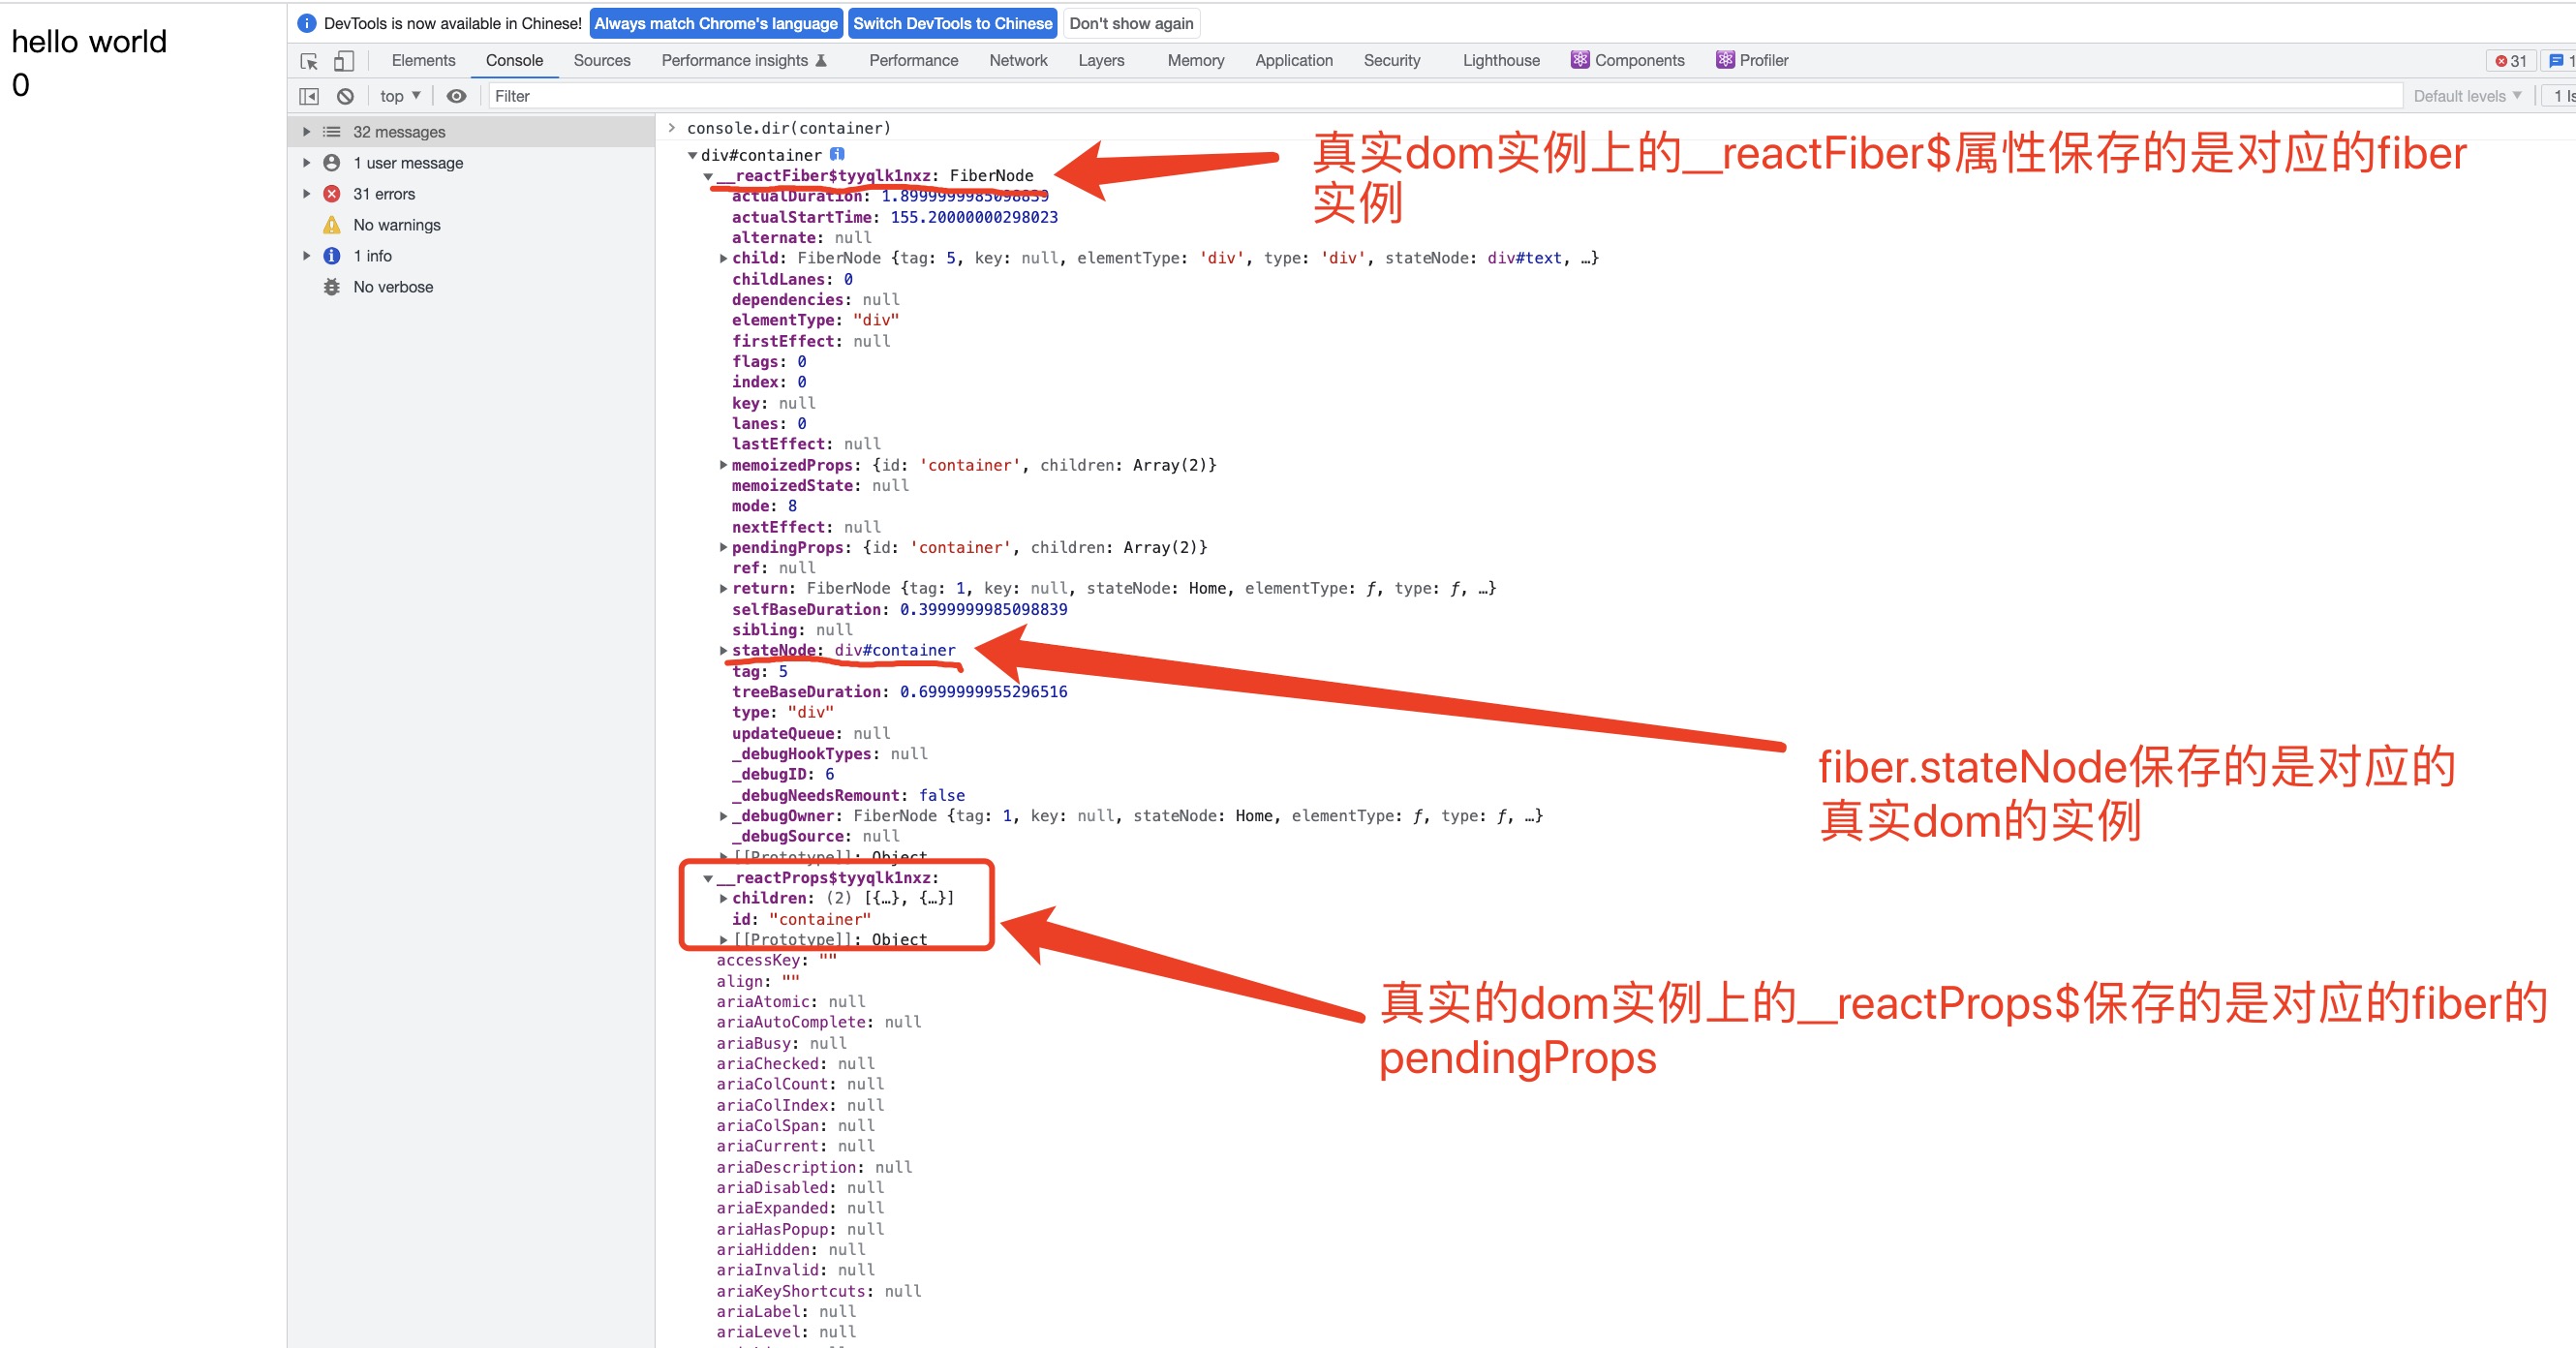 hello world
0
DevTools is now available in Chinese! Always match Chrome's language Switch DevTools to Chinese Don't show again
Elements Console Sources Performance insights Performance Network Layers Memory Application Security Lighthouse Components Profiler 31 1
top Filter Default levels 1 Is
32 messages
1 user message
31 errors
No warnings
1 info
No verbose
> console.dir(container)
div#container
__reactFiber$tyyqlk1nxz: FiberNode
actualDuration: 1.8999999985098839
actualStartTime: 155.20000000298023
alternate: null
child: FiberNode {tag: 5, key: null, elementType: 'div', type: 'div', stateNode: div#text, …}
childLanes: 0
dependencies: null
elementType: "div"
firstEffect: null
flags: 0
index: 0
key: null
lanes: 0
lastEffect: null
memoizedProps: {id: 'container', children: Array(2)}
memoizedState: null
mode: 8
nextEffect: null
pendingProps: {id: 'container', children: Array(2)}
ref: null
return: FiberNode {tag: 1, key: null, stateNode: Home, elementType: ƒ, type: ƒ, …}
selfBaseDuration: 0.3999999985098839
sibling: null
stateNode: div#container
tag: 5
treeBaseDuration: 0.6999999955296516
type: "div"
updateQueue: null
_debugHookTypes: null
_debugID: 6
_debugNeedsRemount: false
_debugOwner: FiberNode {tag: 1, key: null, stateNode: Home, elementType: ƒ, type: ƒ, …}
_debugSource: null
[[Prototype]]: Object
__reactProps$tyyqlk1nxz:
children: (2) [{…}, {…}]
id: "container"
[[Prototype]]: Object
accessKey: ""
align: ""
ariaAtomic: null
ariaAutoComplete: null
ariaBusy: null
ariaChecked: null
ariaColCount: null
ariaColIndex: null
ariaColSpan: null
ariaCurrent: null
ariaDescription: null
ariaDisabled: null
ariaExpanded: null
ariaHasPopup: null
ariaHidden: null
ariaInvalid: null
ariaKeyShortcuts: null
ariaLabel: null
ariaLevel: null
真实dom实例上的__reactFiber$属性保存的是对应的fiber
实例
fiber.stateNode保存的是对应的
真实dom的实例
真实的dom实例上的__reactProps$保存的是对应的fiber的
pendingProps